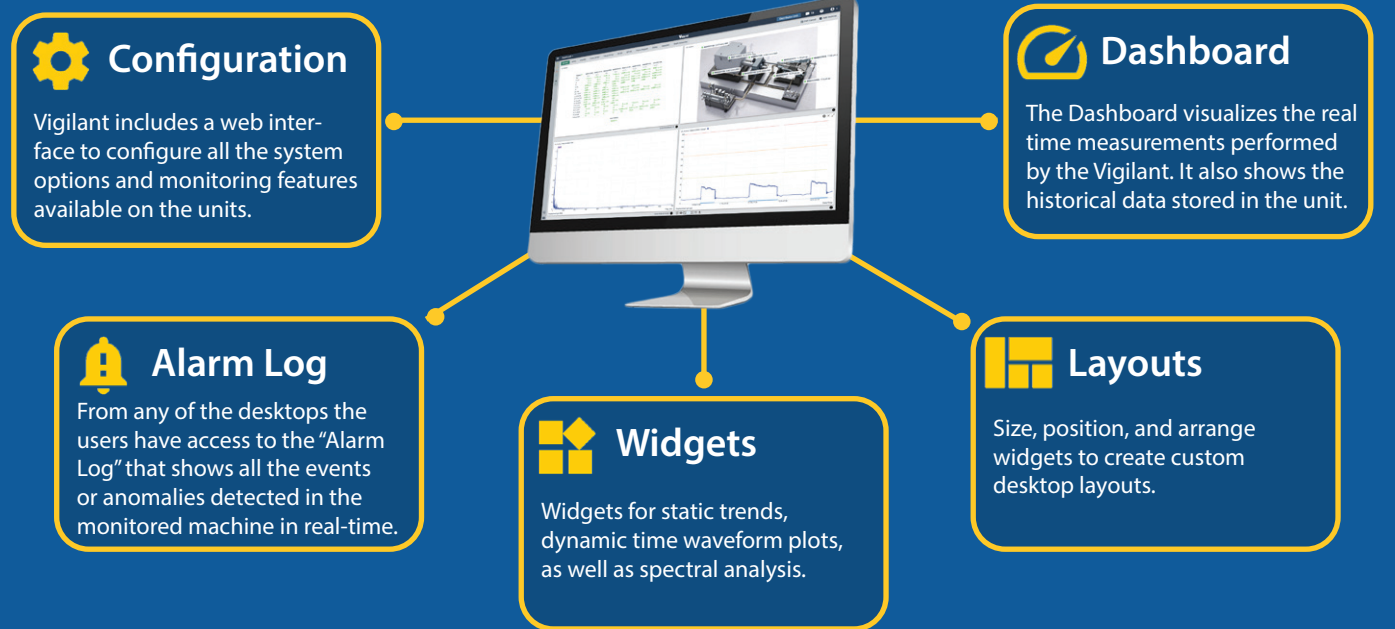 Configuration
Vigilant includes a web inter-
face to configure all the system
options and monitoring features
available on the units.
Dashboard
The Dashboard visualizes the real
time measurements performed
by the Vigilant. It also shows the
historical data stored in the unit.
Alarm Log
From any of the desktops the
users have access to the “Alarm
Log” that shows all the events
or anomalies detected in the
monitored machine in real-time.
Widgets
Widgets for static trends,
dynamic time waveform plots,
as well as spectral analysis.
Layouts
Size, position, and arrange
widgets to create custom
desktop layouts.